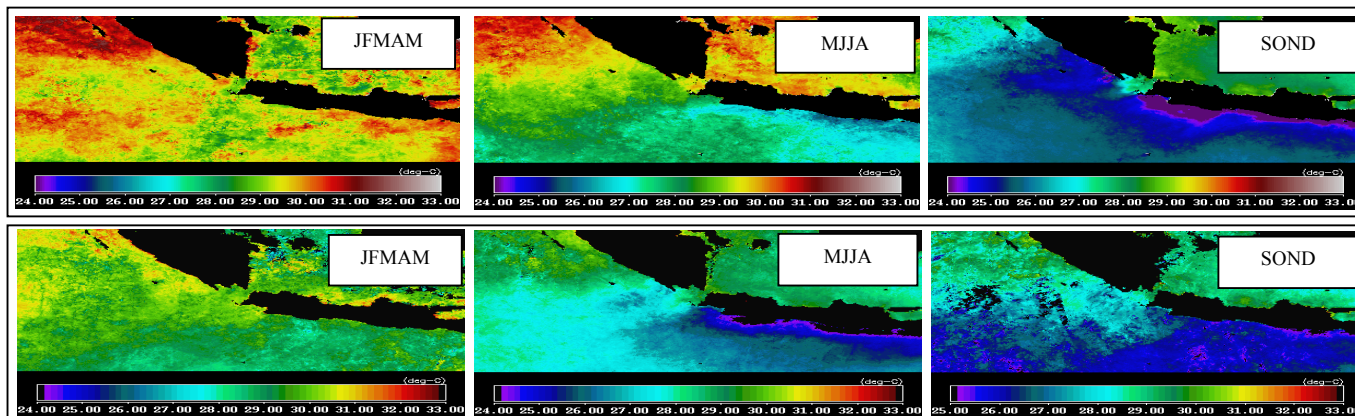 JFMAM
(deg-C)
24.00 25.00 26.00 27.00 28.00 29.00 30.00 31.00 32.00 33.00
MJJA
(deg-C)
24.00 25.00 26.00 27.00 28.00 29.00 30.00 31.00 32.00 33.00
SOND
(deg-C)
24.00 25.00 26.00 27.00 28.00 29.00 30.00 31.00 32.00 33.00
JFMAM
(deg-C)
24.00 25.00 26.00 27.00 28.00 29.00 30.00 31.00 32.00 33.00
MJJA
(deg-C)
24.00 25.00 26.00 27.00 28.00 29.00 30.00 31.00 32.00 33.0
SOND
(deg-C)
25.00 26.00 27.00 28.00 29.00 30.00 31.00 32.00 33.0